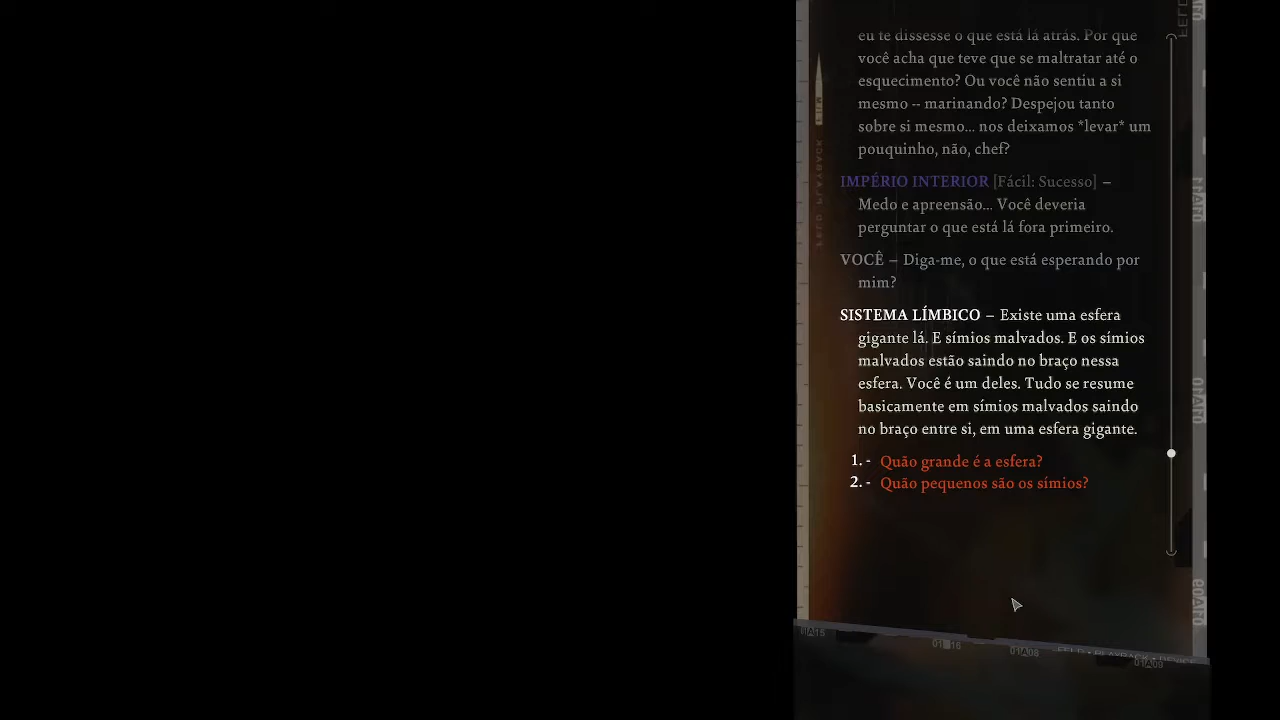 eu te dissesse o que está lá atrás. Por que
você acha que teve que se maltratar até o
esquecimento? Ou você não sentiu a si
mesmo -- marinando? Despejou tanto
sobre si mesmo... nos deixamos *levar* um
pouquinho, não, chef?
IMPÉRIO INTERIOR [Fácil: Sucesso] –
Medo e apreensão... Você deveria
perguntar o que está lá fora primeiro.
VOCÊ – Diga-me, o que está esperando por
mim?
SISTEMA LÍMBICO – Existe uma esfera
gigante lá. E símios malvados. E os símios
malvados estão saindo no braço nessa
esfera. Você é um deles. Tudo se resume
basicamente em símios malvados saindo
no braço entre si, em uma esfera gigante.
1. - Quão grande é a esfera?
2. - Quão pequenos são os símios?